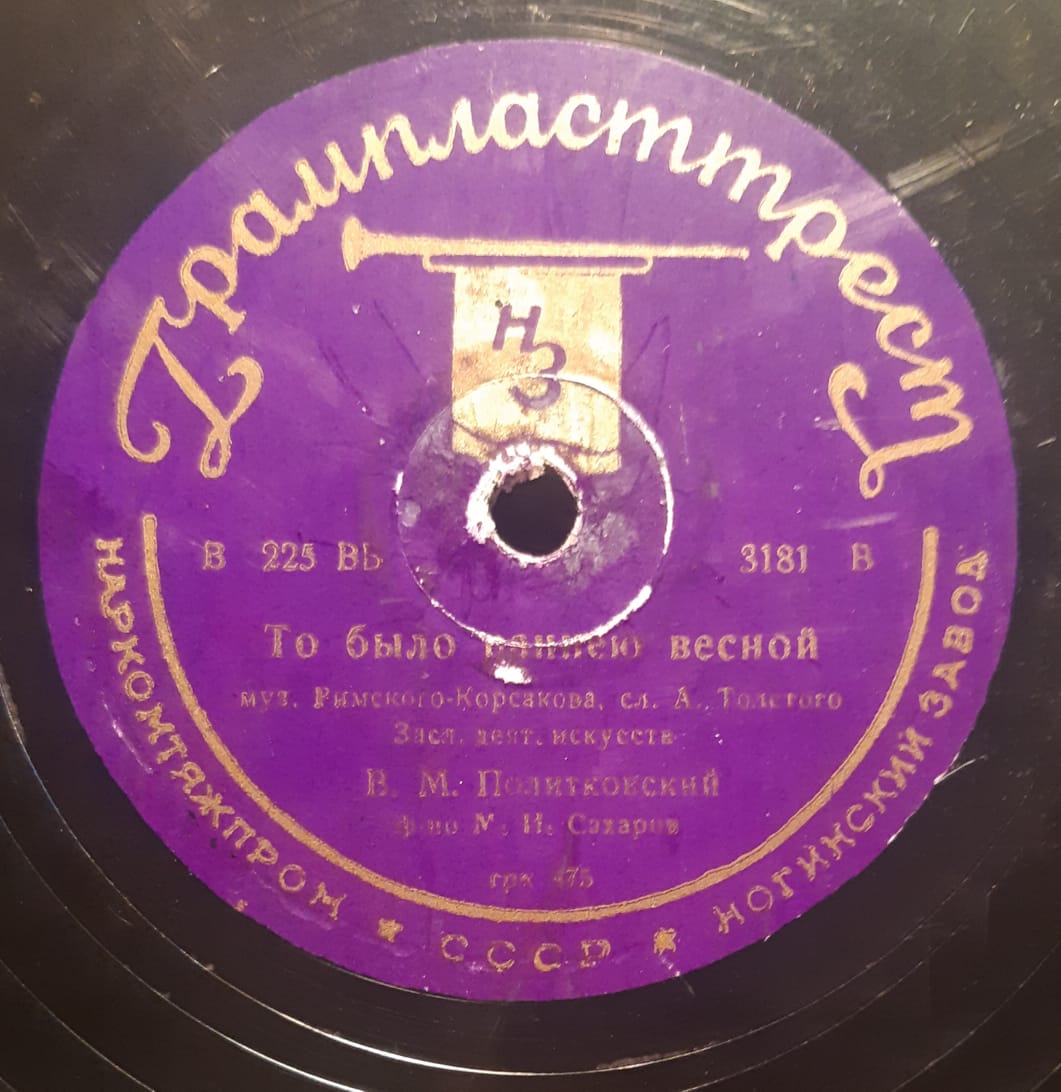 Грампласттрест
НЗ
В 225 ВЬ 3181 В
То было раннею весной
муз. Римского-Корсакова, сл. А. Толстого
Засл. деят. искусств
В. М. Политковский
ф-но М. Н. Сахаров
грк 475
НАРКОМТЯЖПРОМ ★ СССР ★ НОГИНСКИЙ ЗАВОД